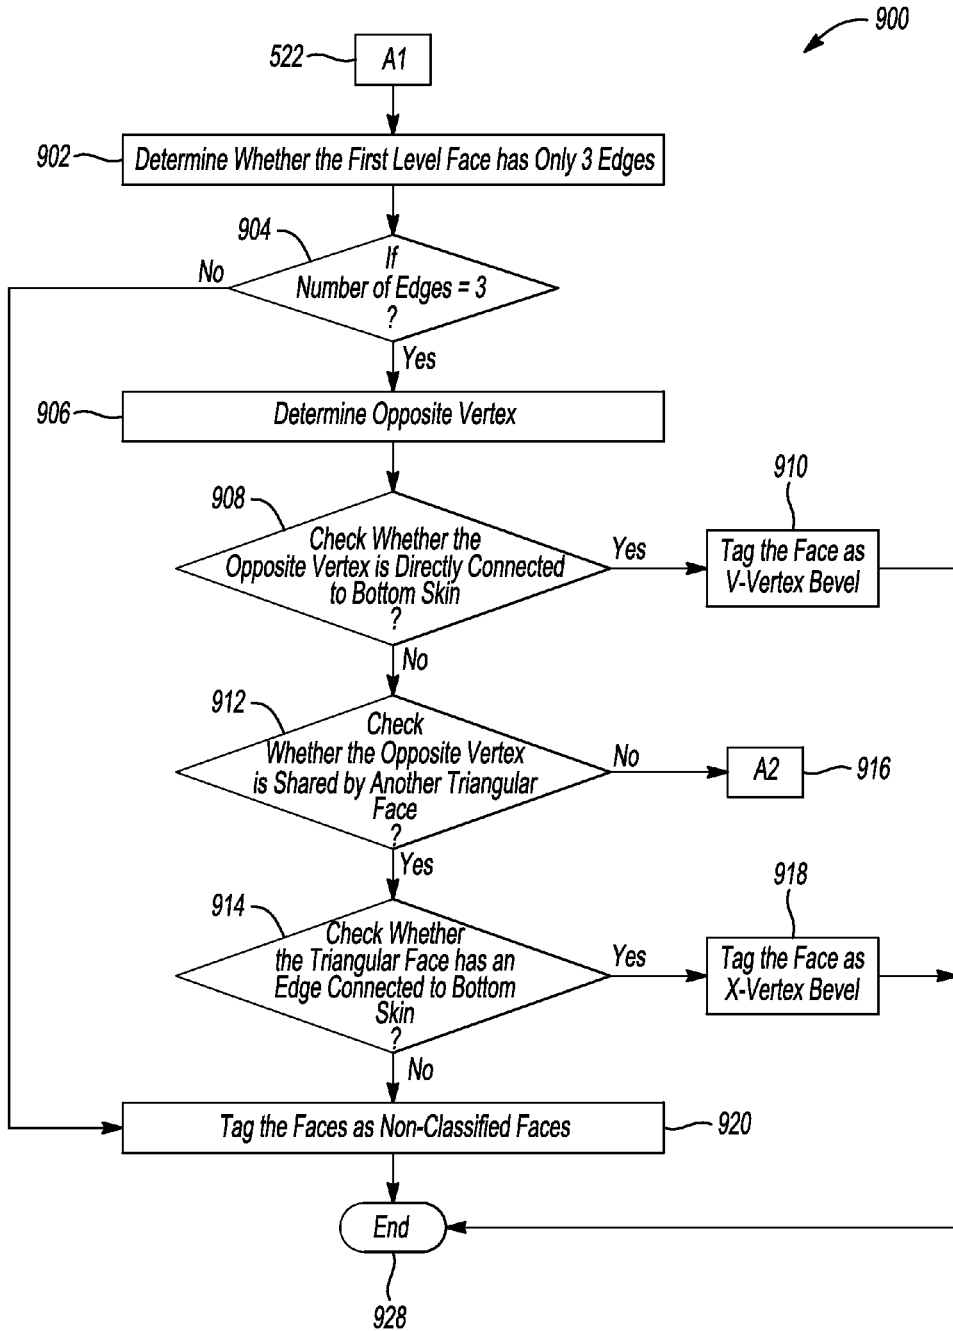 900
522
A1
902
Determine Whether the First Level Face has Only 3 Edges
904
If
Number of Edges = 3
?
No
Yes
906
Determine Opposite Vertex
908
Check Whether the
Opposite Vertex is Directly Connected
to Bottom Skin
?
Yes
910
Tag the Face as
V-Vertex Bevel
No
912
Check
Whether the Opposite Vertex
is Shared by Another Triangular
Face
?
No
A2
916
Yes
914
Check Whether
the Triangular Face has an
Edge Connected to Bottom
Skin
?
Yes
918
Tag the Face as
X-Vertex Bevel
No
Tag the Faces as Non-Classified Faces
920
End
928